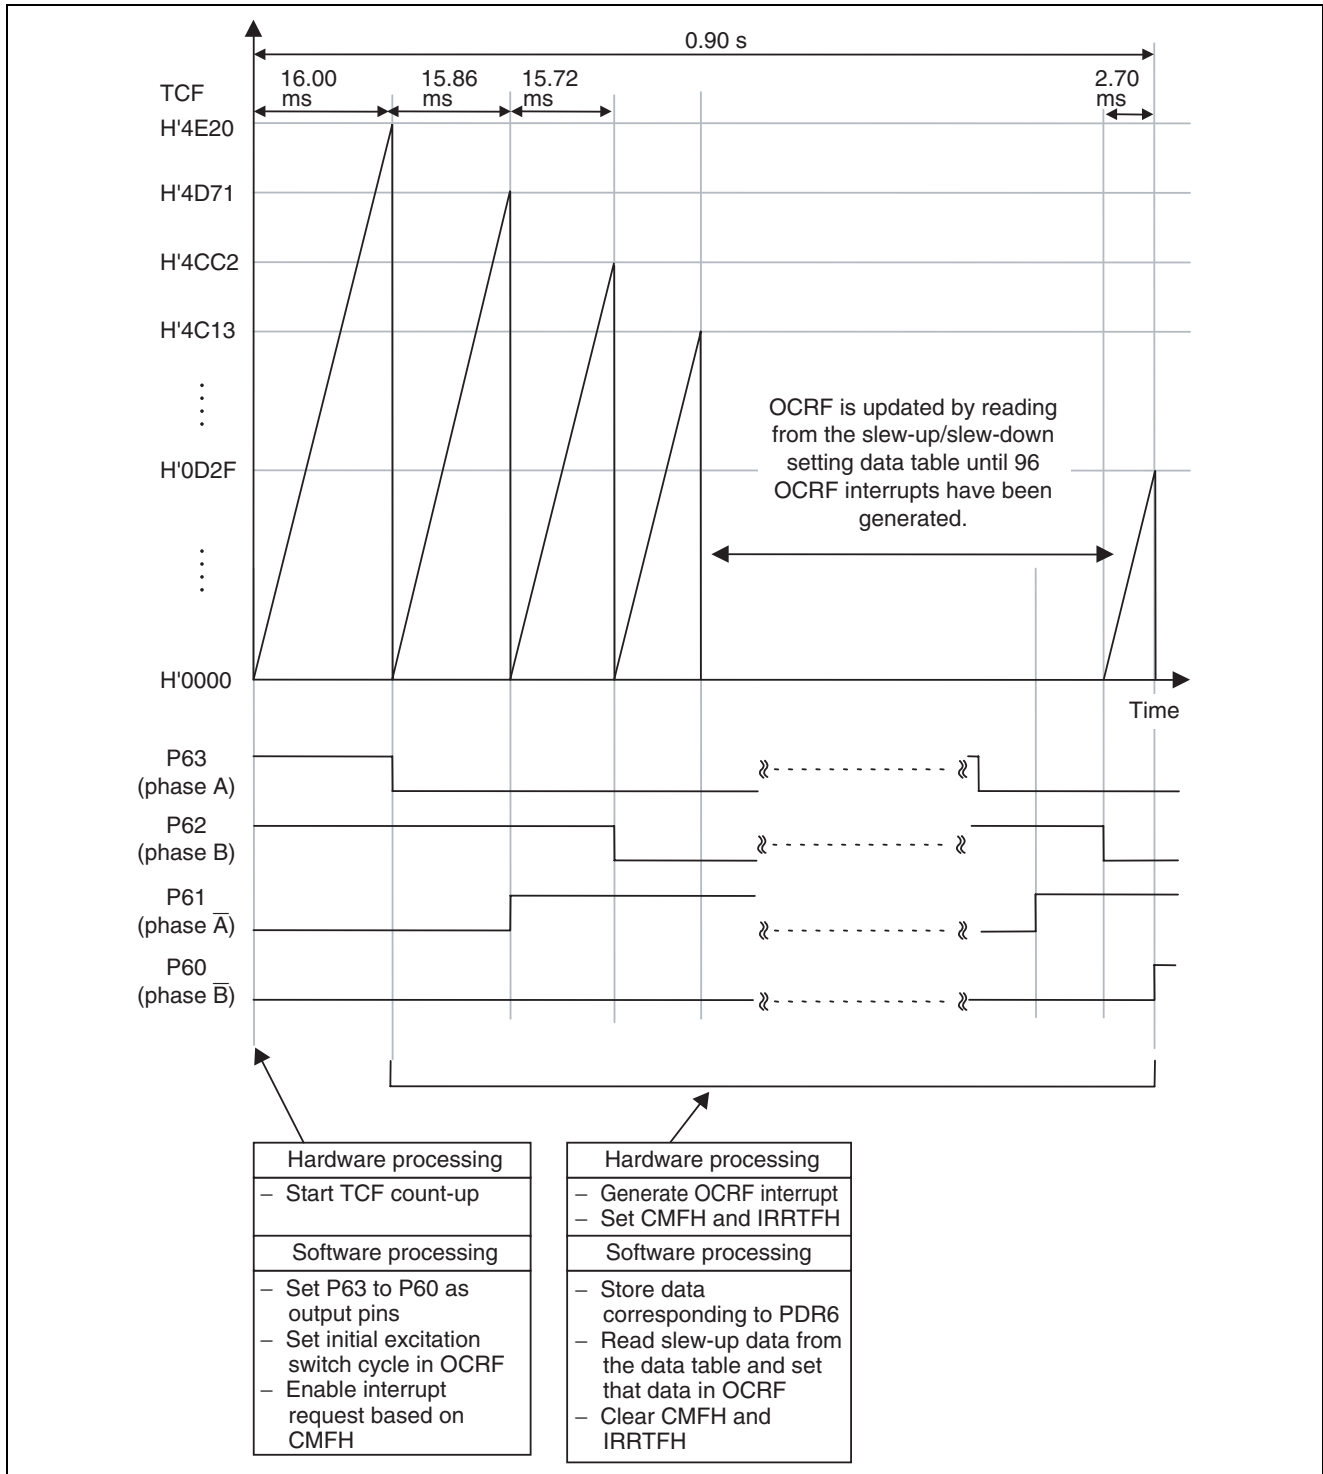 0.90 s
16.00
ms
15.86
ms
15.72
ms
2.70
ms
TCF
H'4E20
H'4D71
H'4CC2
H'4C13
H'0D2F
H'0000
OCRF is updated by reading
from the slew-up/slew-down
setting data table until 96
OCRF interrupts have been
generated.
Time
P63
(phase A)
P62
(phase B)
P61
(phase A̅)
P60
(phase B̅)
Hardware processing
– Start TCF count-up
Software processing
– Set P63 to P60 as
output pins
– Set initial excitation
switch cycle in OCRF
– Enable interrupt
request based on
CMFH
Hardware processing
– Generate OCRF interrupt
– Set CMFH and IRRTFH
Software processing
– Store data
corresponding to PDR6
– Read slew-up data from
the data table and set
that data in OCRF
– Clear CMFH and
IRRTFH